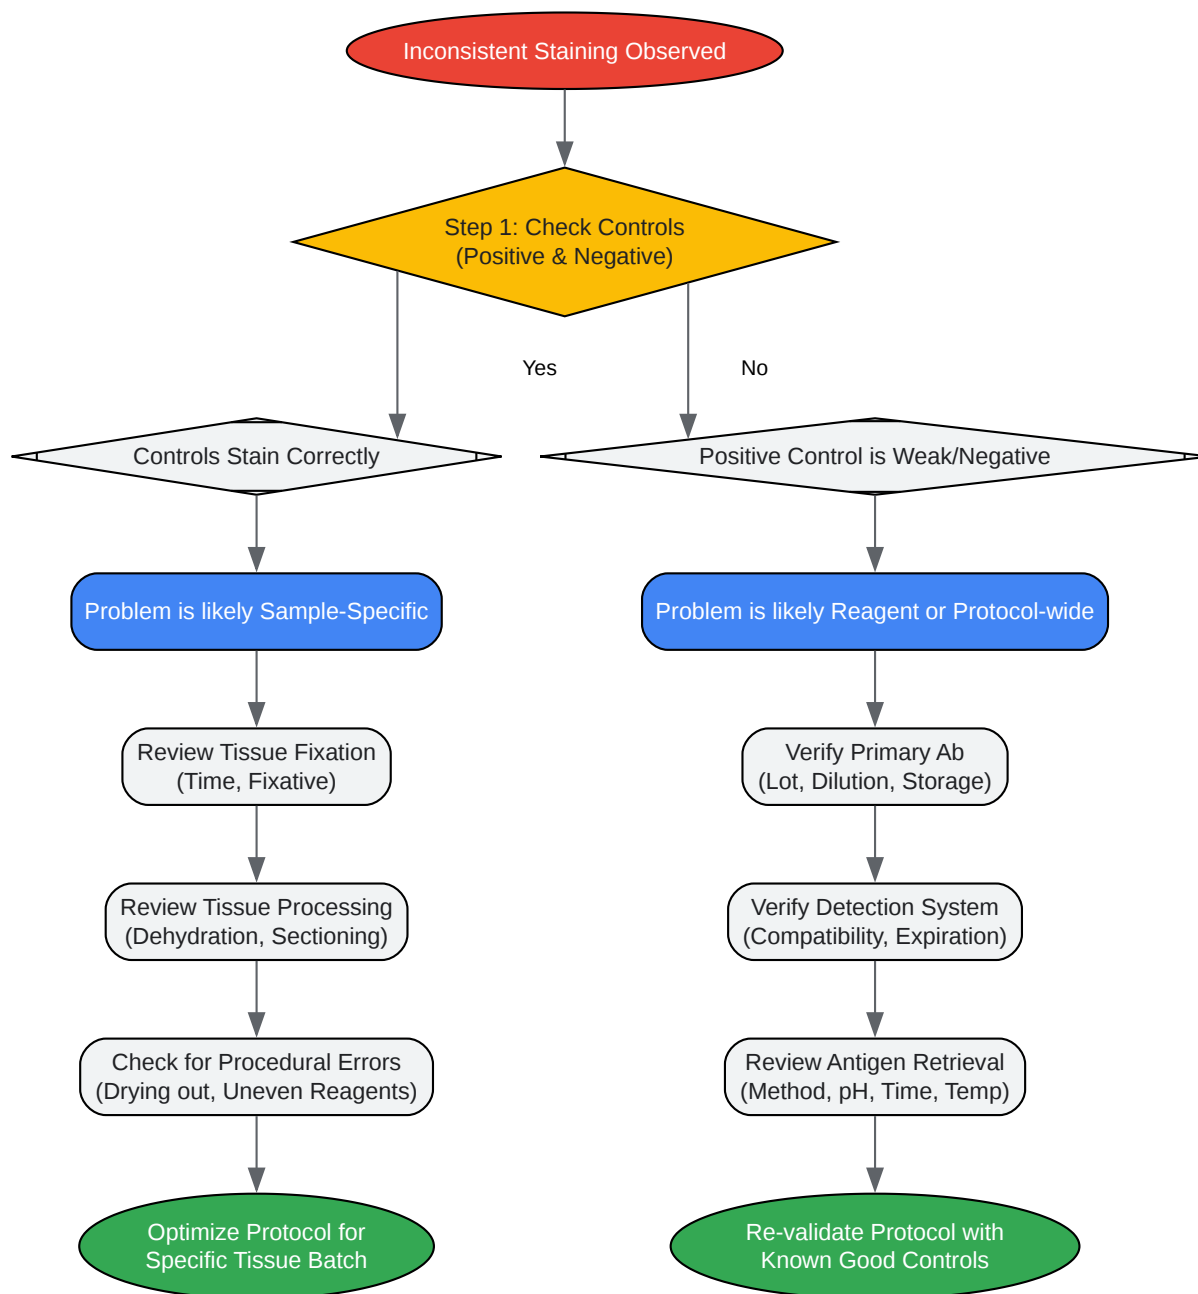 Inconsistent Staining Observed
Step 1: Check Controls
(Positive & Negative)
Yes
No
Controls Stain Correctly
Positive Control is Weak/Negative
Problem is likely Sample-Specific
Problem is likely Reagent or Protocol-wide
Review Tissue Fixation
(Time, Fixative)
Verify Primary Ab
(Lot, Dilution, Storage)
Review Tissue Processing
(Dehydration, Sectioning)
Verify Detection System
(Compatibility, Expiration)
Check for Procedural Errors
(Drying out, Uneven Reagents)
Review Antigen Retrieval
(Method, pH, Time, Temp)
Optimize Protocol for
Specific Tissue Batch
Re-validate Protocol with
Known Good Controls